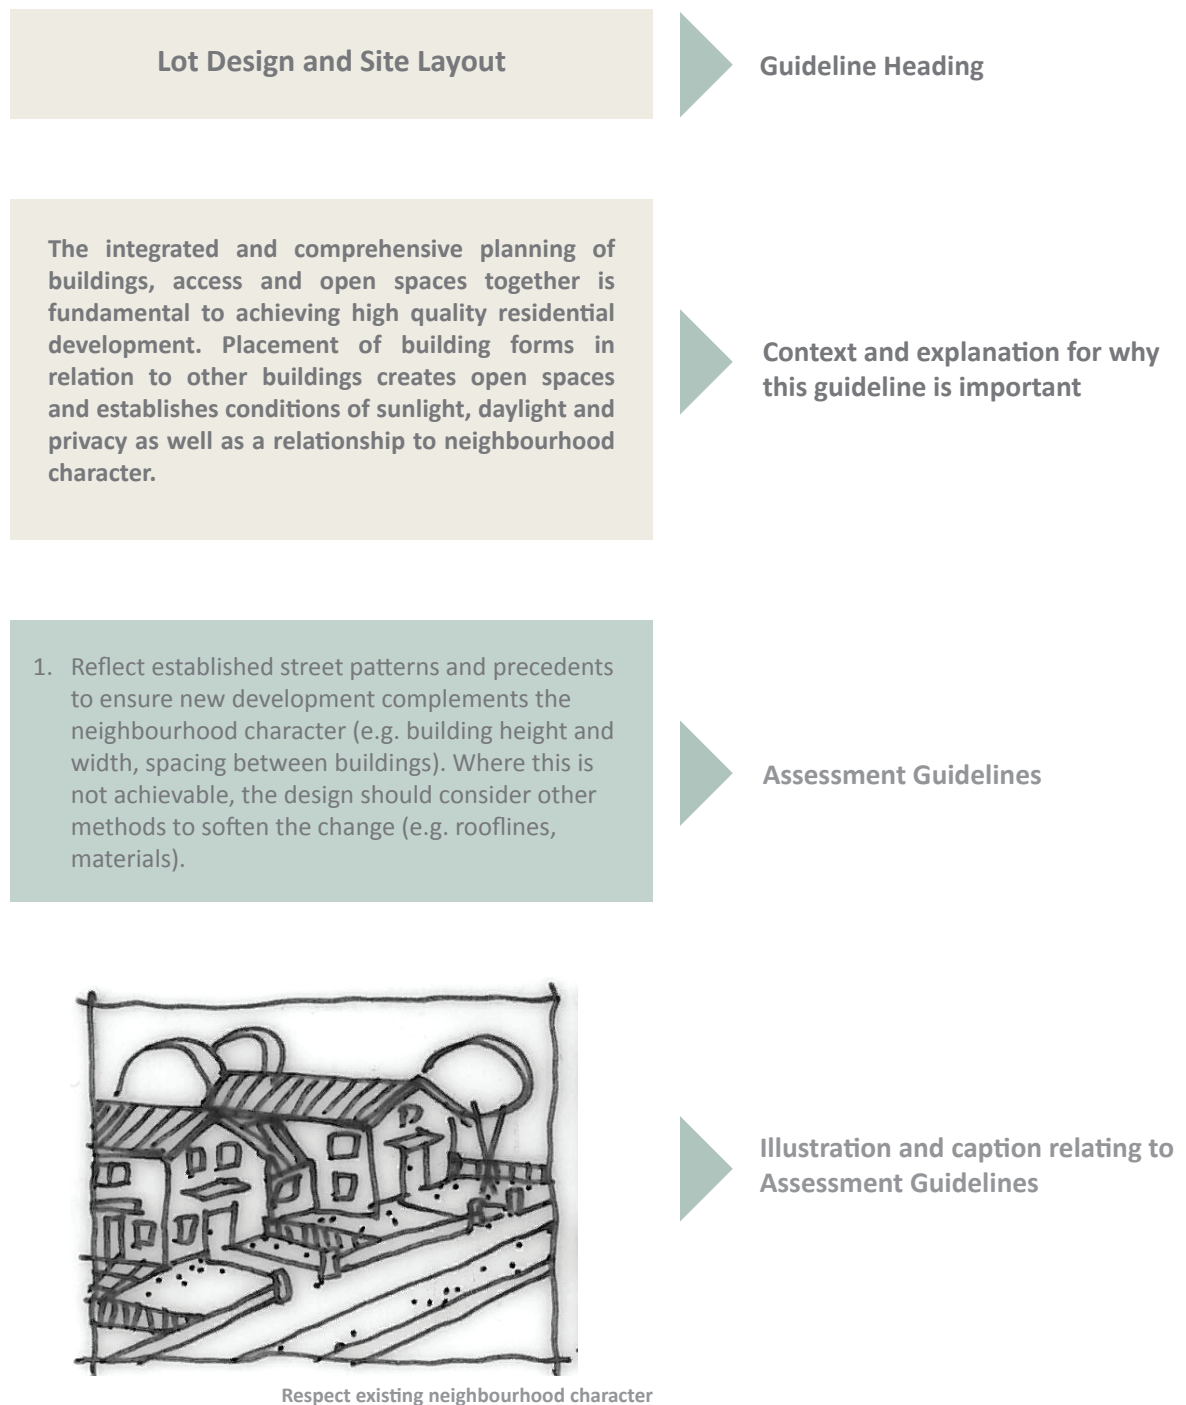 Lot Design and Site Layout
Guideline Heading
The integrated and comprehensive planning of
buildings, access and open spaces together is
fundamental to achieving high quality residential
development. Placement of building forms in
relation to other buildings creates open spaces
and establishes conditions of sunlight, daylight and
privacy as well as a relationship to neighbourhood
character.
Context and explanation for why
this guideline is important
1. Reflect established street patterns and precedents
to ensure new development complements the
neighbourhood character (e.g. building height and
width, spacing between buildings). Where this is
not achievable, the design should consider other
methods to soften the change (e.g. rooflines,
materials).
Assessment Guidelines
Illustration and caption relating to
Assessment Guidelines
Respect existing neighbourhood character